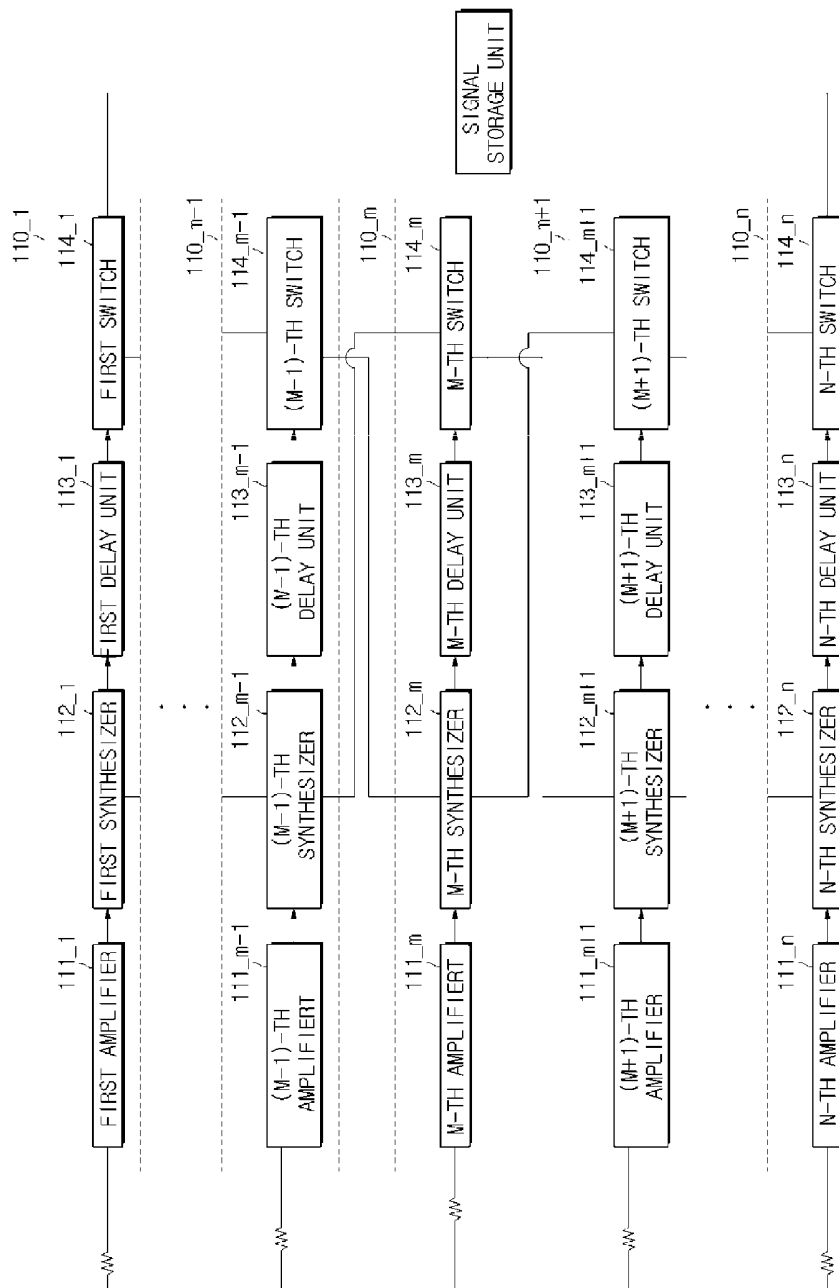 110_1
111_1 112_1 113_1 114_1
FIRST AMPLIFIER FIRST SYNTHESIZER FIRST DELAY UNIT FIRST SWITCH
. . .
110_m-1
111_m-1 112_m-1 113_m-1 114_m-1
(M-1)-TH
AMPLIFIERT
(M-1)-TH
SYNTHESIZER
(M-1)-TH
DELAY UNIT
(M-1)-TH SWITCH
110_m
111_m 112_m 113_m 114_m
M-TH AMPLIFIERT M-TH SYNTHESIZER M-TH DELAY UNIT M-TH SWITCH
SIGNAL
STORAGE UNIT
110_m+1
111_m+1 112_m+1 113_m+1 114_m+1
(M+1)-TH
AMPLIFIER
(M+1)-TH
SYNTHESIZER
(M+1)-TH
DELAY UNIT
(M+1)-TH SWITCH
. . .
110_n
111_n 112_n 113_n 114_n
N-TH AMPLIFIER N-TH SYNTHESIZER N-TH DELAY UNIT N-TH SWITCH